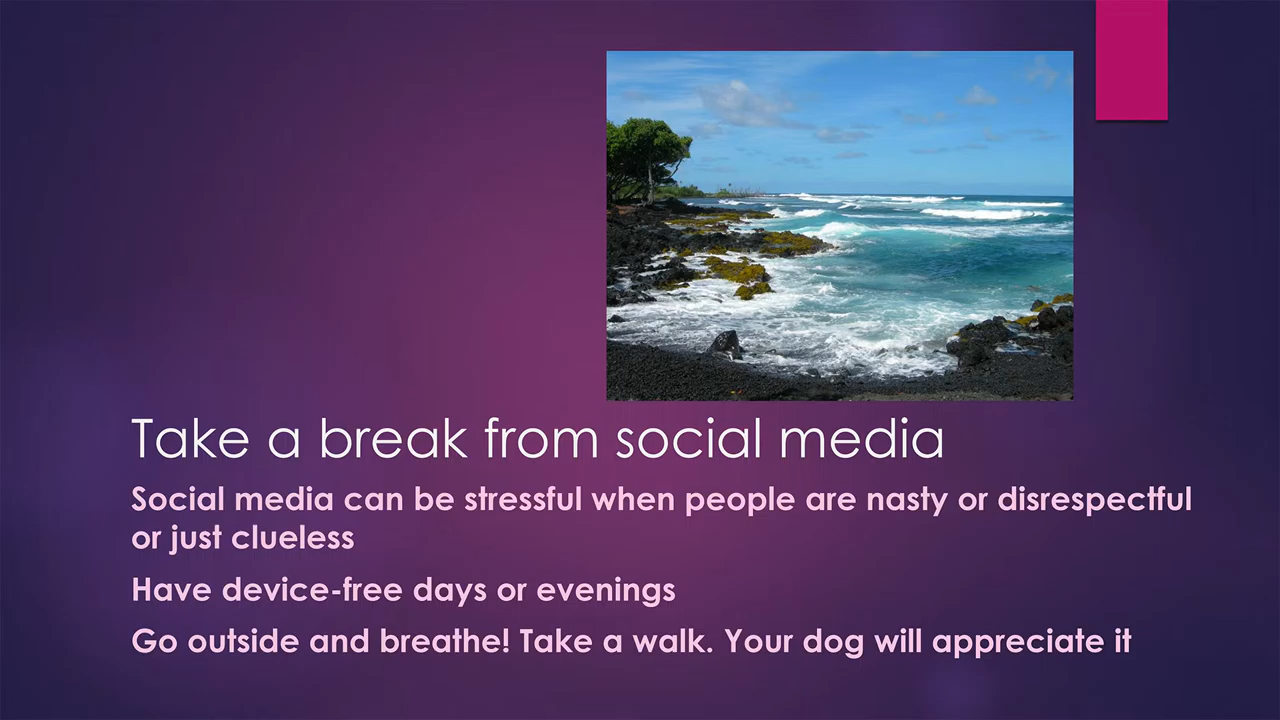 Take a break from social media
Social media can be stressful when people are nasty or disrespectful
or just clueless
Have device-free days or evenings
Go outside and breathe! Take a walk. Your dog will appreciate it